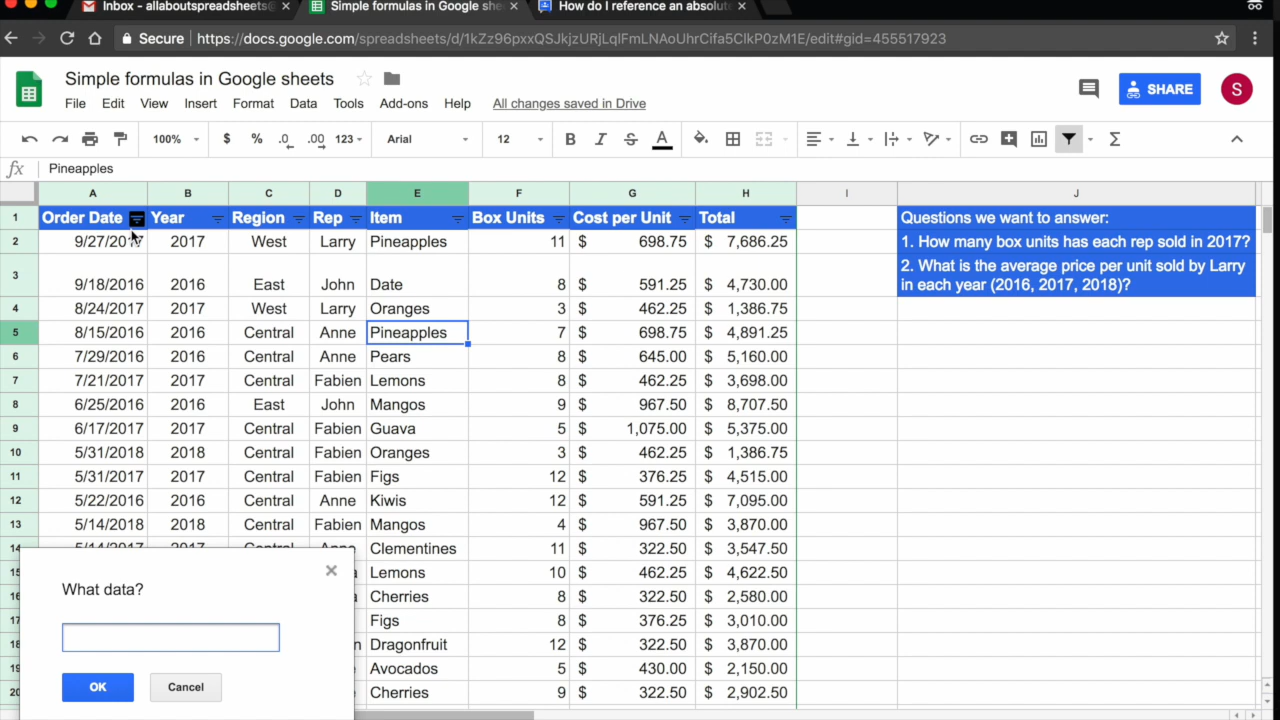 Inbox - allaboutspreadsheets@
Simple formulas in Google she
How do I reference an absolut
Secure
https://docs.google.com/spreadsheets/d/1kZz96pxxQSJkjzURjLqlFmLNAoUhrCifa5ClkP0zM1E/edit#gid=455517923
Simple formulas in Google sheets
SHARE
S
File Edit View Insert Format Data Tools Add-ons Help All changes saved in Drive
100% $ % .0 .00 123 Arial 12 B I S A Σ
fx Pineapples
A B C D E F G H I J
1 Order Date Year Region Rep Item Box Units Cost per Unit Total Questions we want to answer:
2 9/27/2017 2017 West Larry Pineapples 11 $ 698.75 $ 7,686.25 1. How many box units has each rep sold in 2017?
2. What is the average price per unit sold by Larry
3 9/18/2016 2016 East John Date 8 $ 591.25 $ 4,730.00 in each year (2016, 2017, 2018)?
4 8/24/2017 2017 West Larry Oranges 3 $ 462.25 $ 1,386.75
5 8/15/2016 2016 Central Anne Pineapples 7 $ 698.75 $ 4,891.25
6 7/29/2016 2016 Central Anne Pears 8 $ 645.00 $ 5,160.00
7 7/21/2017 2017 Central Fabien Lemons 8 $ 462.25 $ 3,698.00
8 6/25/2016 2016 East John Mangos 9 $ 967.50 $ 8,707.50
9 6/17/2017 2017 Central Fabien Guava 5 $ 1,075.00 $ 5,375.00
10 5/31/2018 2018 Central Fabien Oranges 3 $ 462.25 $ 1,386.75
11 5/31/2017 2017 Central Fabien Figs 12 $ 376.25 $ 4,515.00
12 5/22/2016 2016 Central Anne Kiwis 12 $ 591.25 $ 7,095.00
13 5/14/2018 2018 Central Fabien Mangos 4 $ 967.50 $ 3,870.00
14 5/14/2017 2017 Central Anne Clementines 11 $ 322.50 $ 3,547.50
15 a Lemons 10 $ 462.25 $ 4,622.50
16 a Cherries 8 $ 322.50 $ 2,580.00
17 Figs 8 $ 376.25 $ 3,010.00
18 n Dragonfruit 12 $ 322.50 $ 3,870.00
19 Avocados 5 $ 430.00 $ 2,150.00
20 Cherries 9 $ 322.50 $ 2,902.50
What data?
OK Cancel